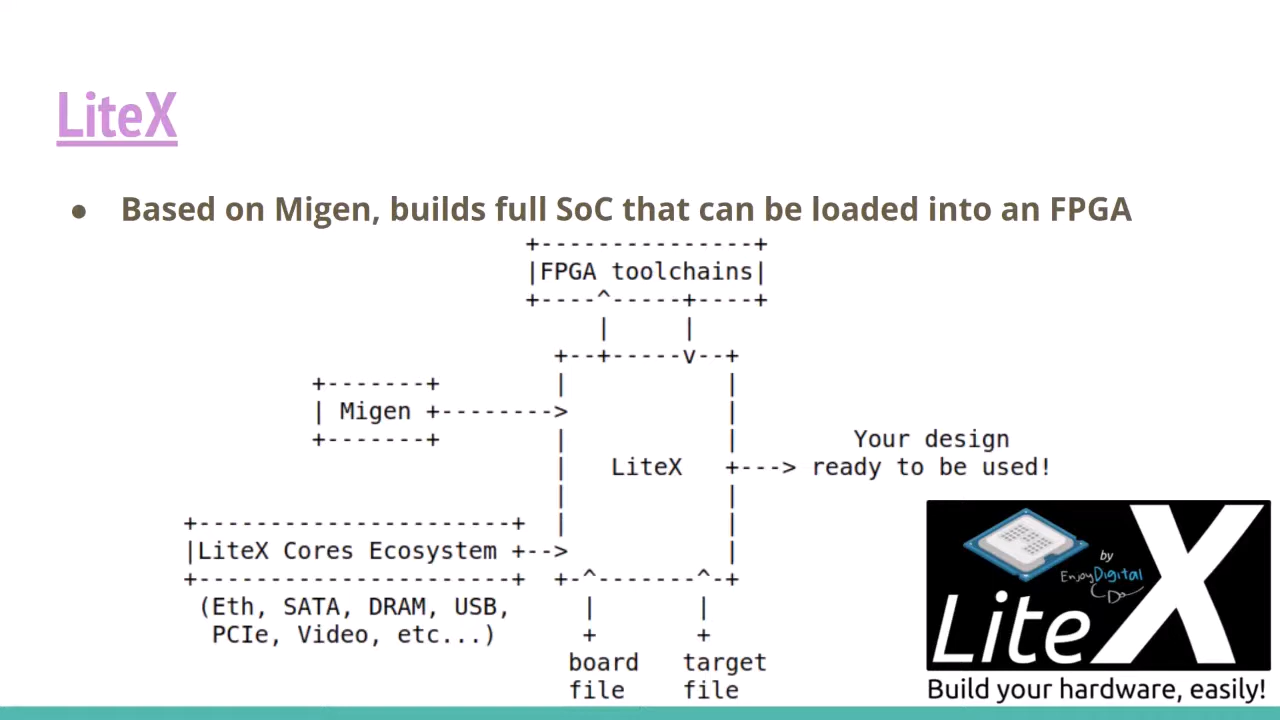 LiteX
● Based on Migen, builds full SoC that can be loaded into an FPGA
+---------------+
|FPGA toolchains|
+----^-----+----+
|     |
+--+-----v--+
+-------+        |           |
| Migen +-------->           |
+-------+        |           |        Your design
|   LiteX   +---> ready to be used!
|           |
+----------------------+  |           |
|LiteX Cores Ecosystem +-->           |
+----------------------+  +-^-------^-+
(Eth, SATA, DRAM, USB,      |       |
PCIe, Video, etc...)       +       +
board   target
file    file
by
EnjoyDigital
LiteX
Build your hardware, easily!